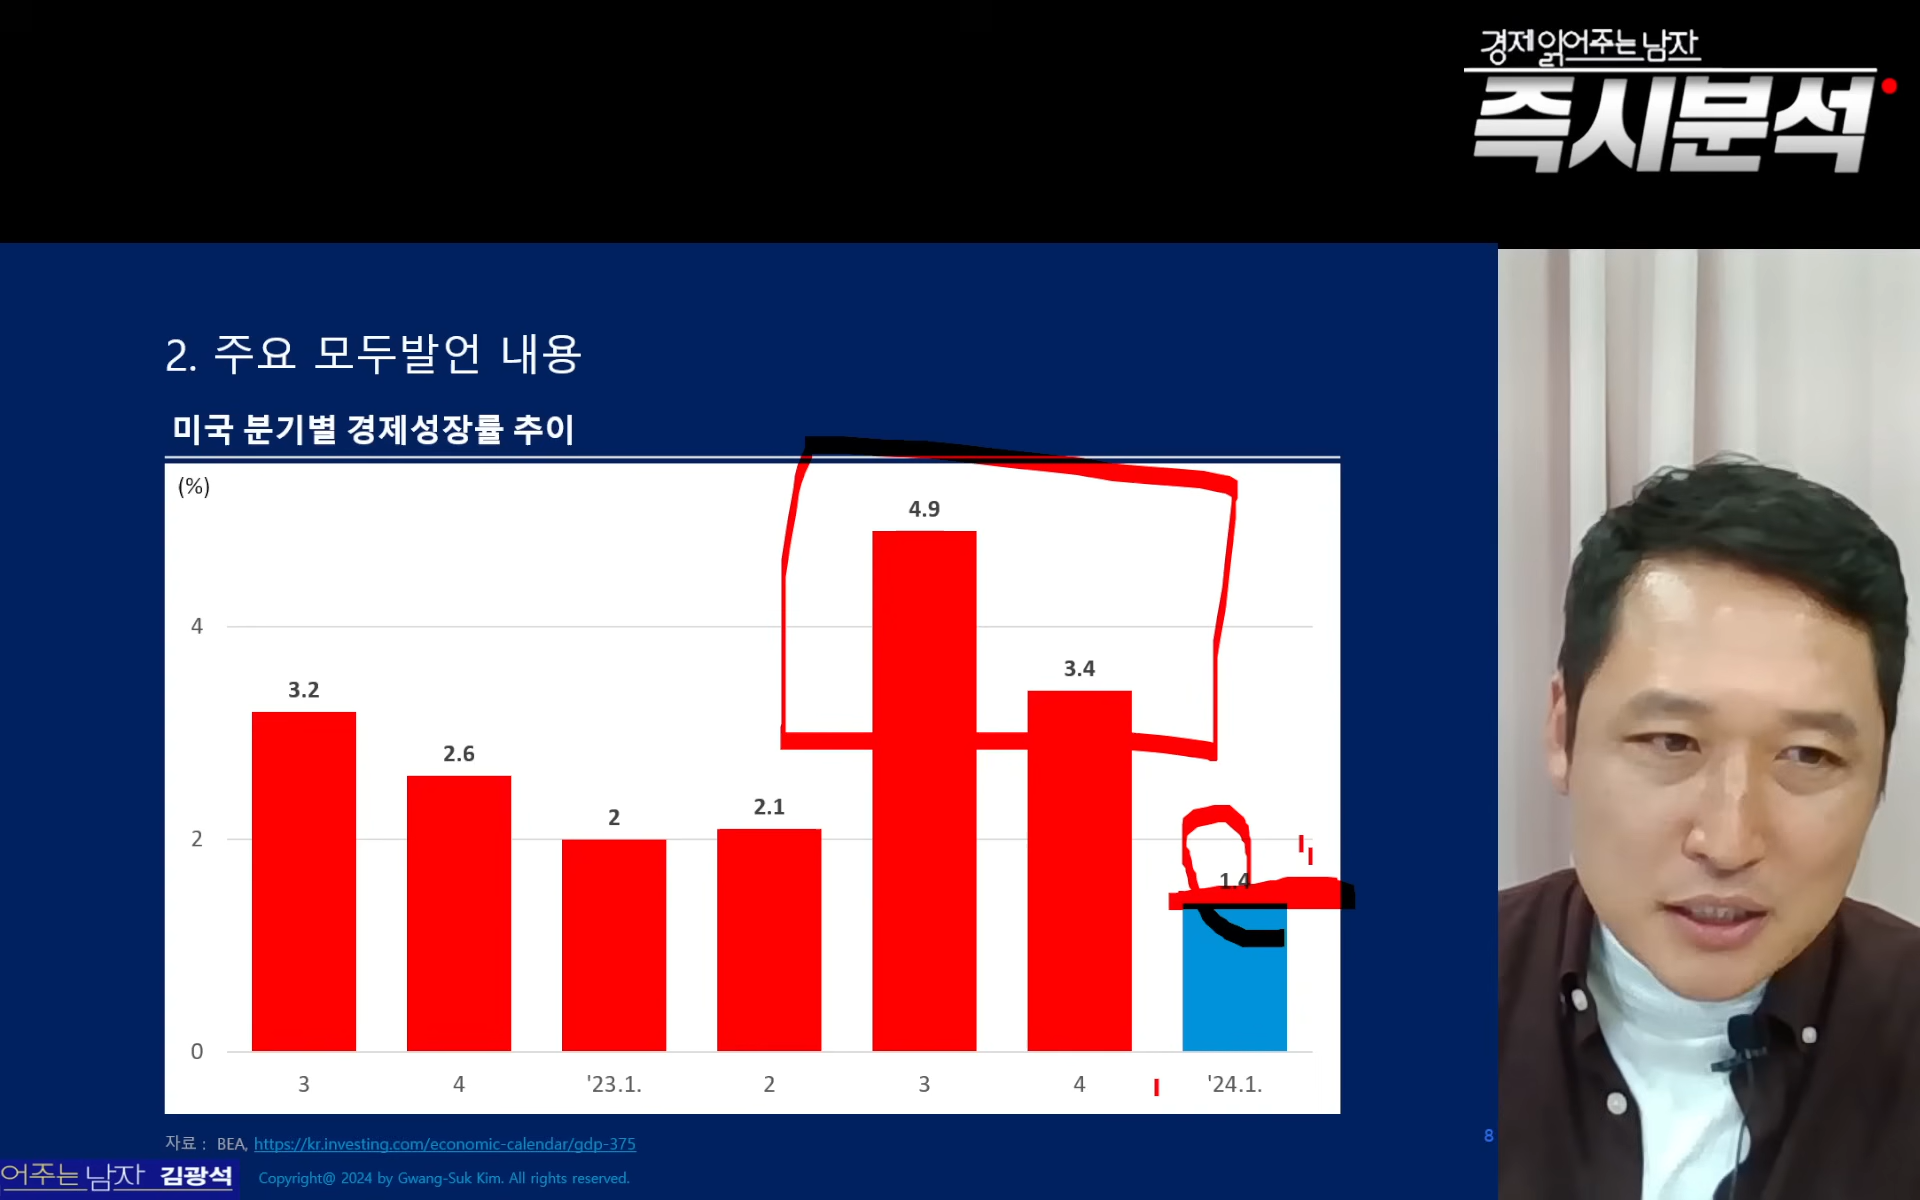 경제읽어주는남자
즉시분석
2. 주요 모두발언 내용
미국 분기별 경제성장률 추이
(%)
4.9
4
3.4
3.2
2.6
2.1
2
2
1.4
0
3 4 '23.1. 2 3 4 '24.1.
자료 : BEA, https://kr.investing.com/economic-calendar/gdp-375
8
어주는남자 김광석
Copyright@ 2024 by Gwang-Suk Kim. All rights reserved.